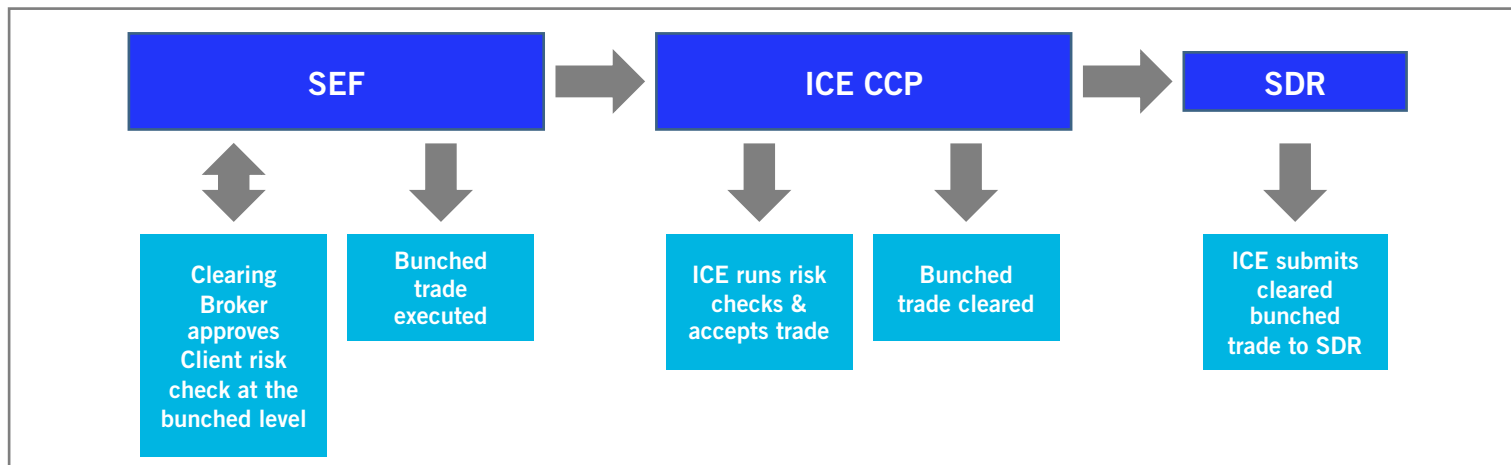 SEF
ICE CCP
SDR
Clearing
Broker
approves
Client risk
check at the
bunched level
Bunched
trade
executed
ICE runs risk
checks &
accepts trade
Bunched
trade cleared
ICE submits
cleared
bunched
trade to SDR